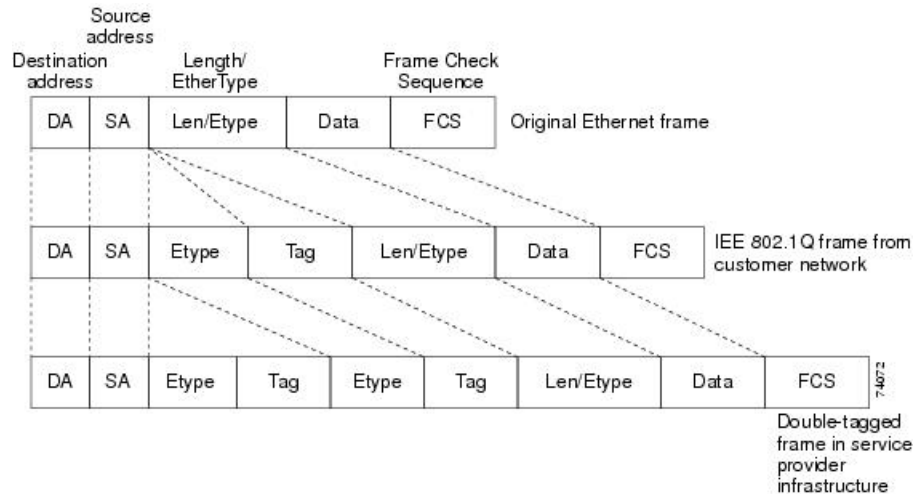 Source
address
Destination
address
Length/
EtherType
Frame Check
Sequence
DA SA Len/Etype Data FCS Original Ethernet frame
DA SA Etype Tag Len/Etype Data FCS
IEE 802.1Q frame from
customer network
DA SA Etype Tag Etype Tag Len/Etype Data FCS
74072
Double-tagged
frame in service
provider
infrastructure